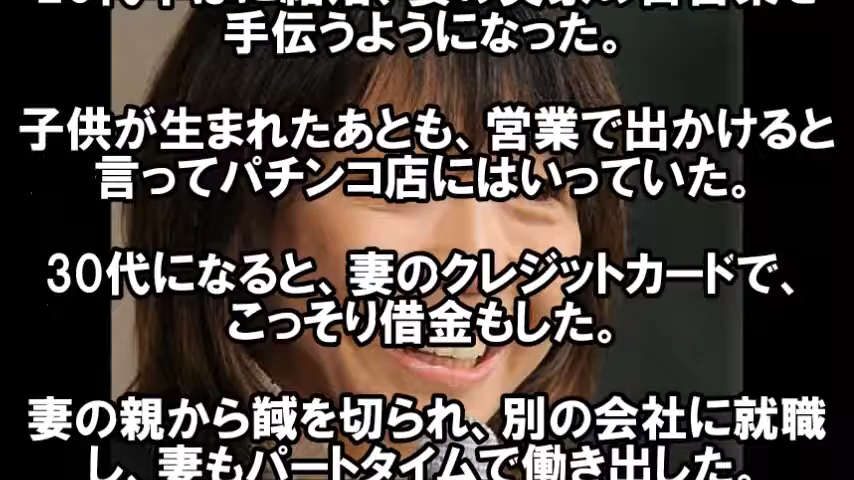 手伝うようになった。
子供が生まれたあとも、営業で出かけると
言ってパチンコ店にはいっていた。
30代になると、妻のクレジットカードで、
こっそり借金もした。
妻の親から馘を切られ、別の会社に就職
し、妻もパートタイムで働き出した。